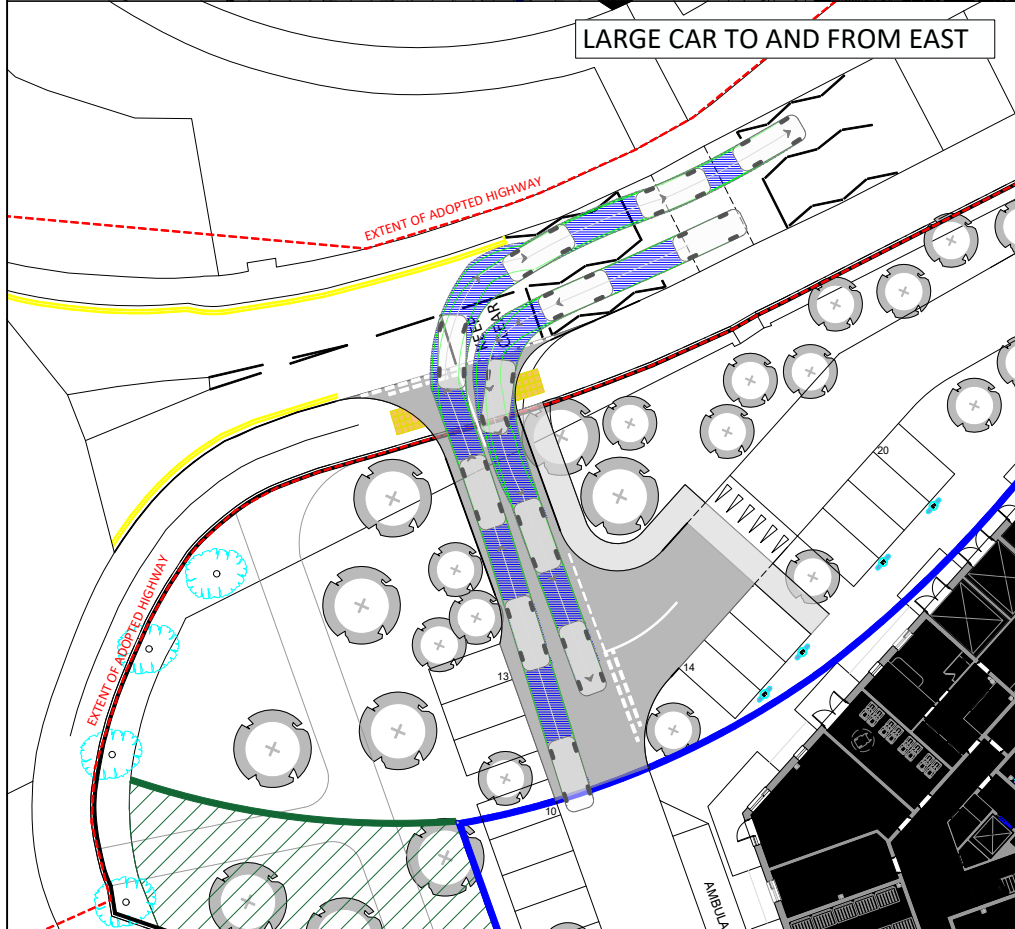 LARGE CAR TO AND FROM EAST
EXTENT OF ADOPTED HIGHWAY
KEEP
CLEAR
20
EXTENT OF ADOPTED HIGHWAY
13
14
10
AMBULA